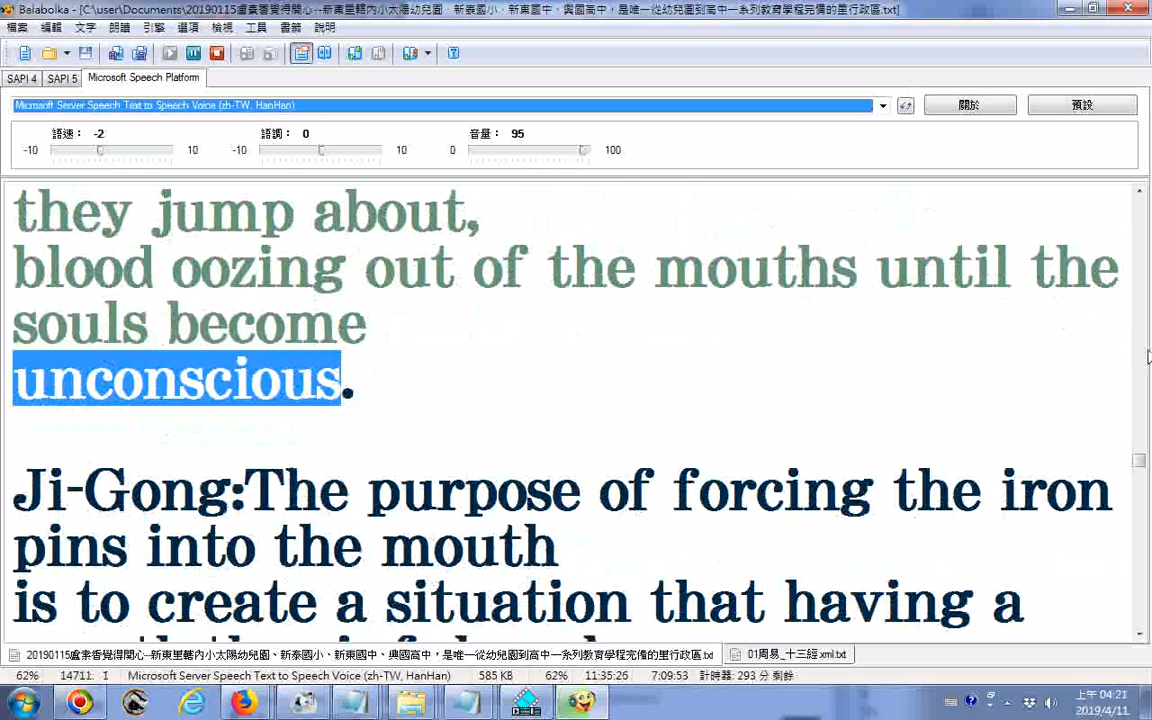 Balabolka - [C:\user\Documents\20190115盧素香覺得開心--新東里轄內小太陽幼兒園、新泰國小、新東國中、興國高中，是唯一從幼兒園到高中一系列教育學程完備的里行政區.txt]
檔案 編輯 文字 朗讀 引擎 選項 檢視 工具 書籤 說明
SAPI 4 SAPI 5 Microsoft Speech Platform
Microsoft Server Speech Text to Speech Voice (zh-TW, HanHan) 關於 預設
語速： -2 語調： 0 音量： 95
-10 10 -10 10 0 100
they jump about,
blood oozing out of the mouths until the
souls become
unconscious.
Ji-Gong:The purpose of forcing the iron
pins into the mouth
is to create a situation that having a
20190115盧素香覺得開心--新東里轄內小太陽幼兒園、新泰國小、新東國中、興國高中，是唯一從幼兒園到高中一系列教育學程完備的里行政區.txt 01周易_十三經.xml.txt
62% 14711: 1 Microsoft Server Speech Text to Speech Voice (zh-TW, HanHan) 585 KB 62% 11:35:26 7:09:53 計時器: 293 分 剩餘
上午 04:21
2019/4/11